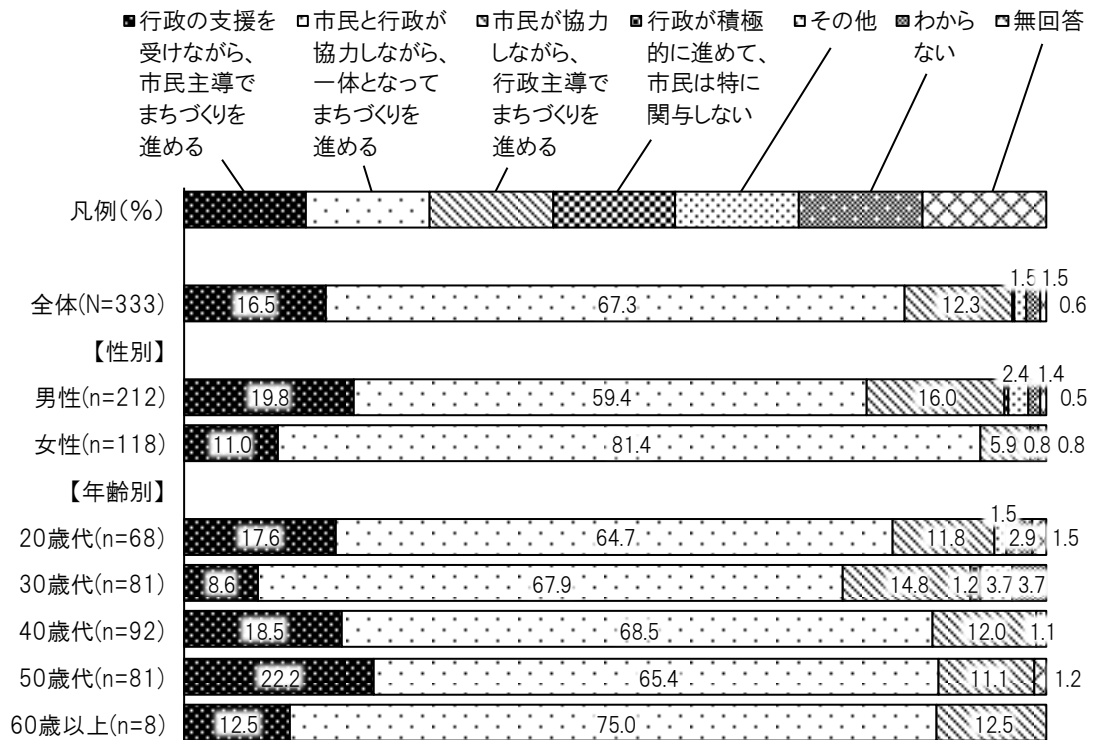 ■行政の支援を
受けながら、
市民主導で
まちづくりを
進める
□市民と行政が
協力しながら、
一体となって
まちづくりを
進める
市民が協力
しながら、
行政主導で
まちづくりを
進める
行政が積極
的に進めて、
市民は特に
関与しない
その他
わから
ない
無回答
凡例(%)
1.5 1.5
全体(N=333) 16.5 67.3 12.3 0.6
【性別】
2.4 1.4
男性(n=212) 19.8 59.4 16.0 0.5
女性(n=118) 11.0 81.4 5.9 0.8 0.8
【年齢別】
1.5
20歳代(n=68) 17.6 64.7 11.8 2.9 1.5
30歳代(n=81) 8.6 67.9 14.8 1.2 3.7 3.7
40歳代(n=92) 18.5 68.5 12.0 1.1
50歳代(n=81) 22.2 65.4 11.1 1.2
60歳以上(n=8) 12.5 75.0 12.5